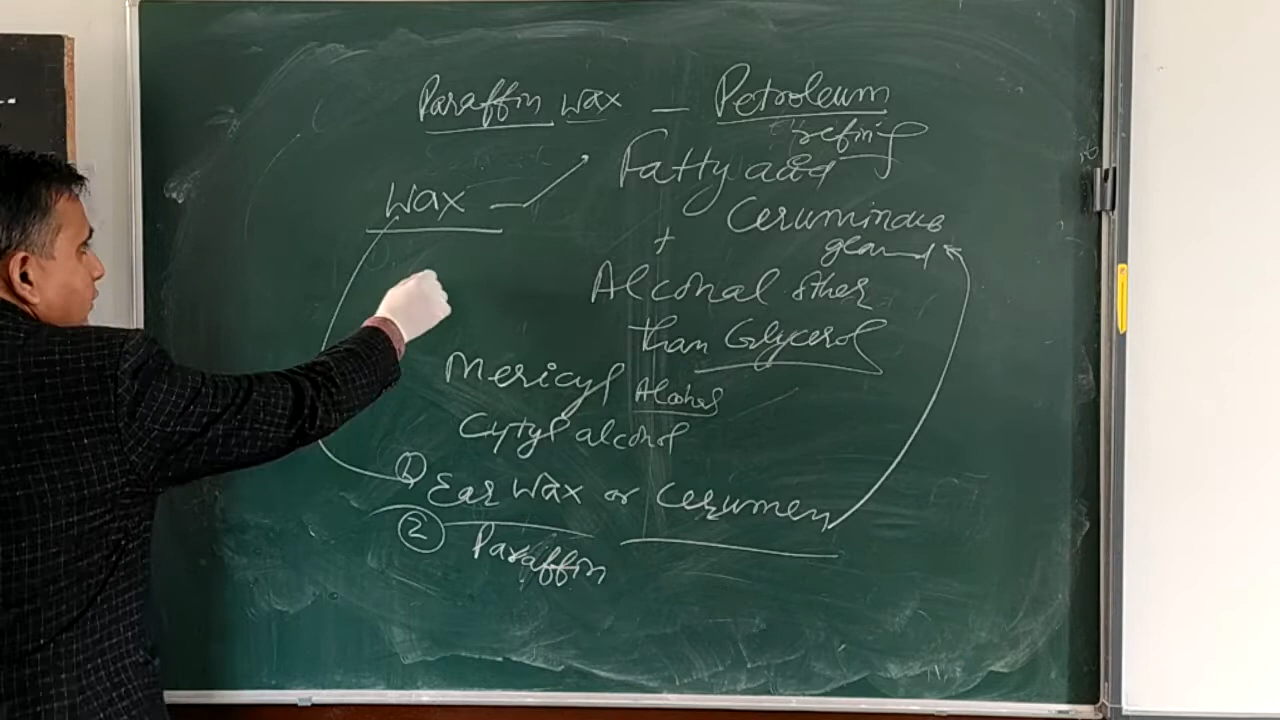 Paraffin wax — Petroleum
refining
Wax → Fatty acid
Ceruminous
gland
+
Alcohal other
than Glycerol
Mericyl Alcohol
Cytyl alcohol
① Ear Wax or Cerumen
② Paraffin